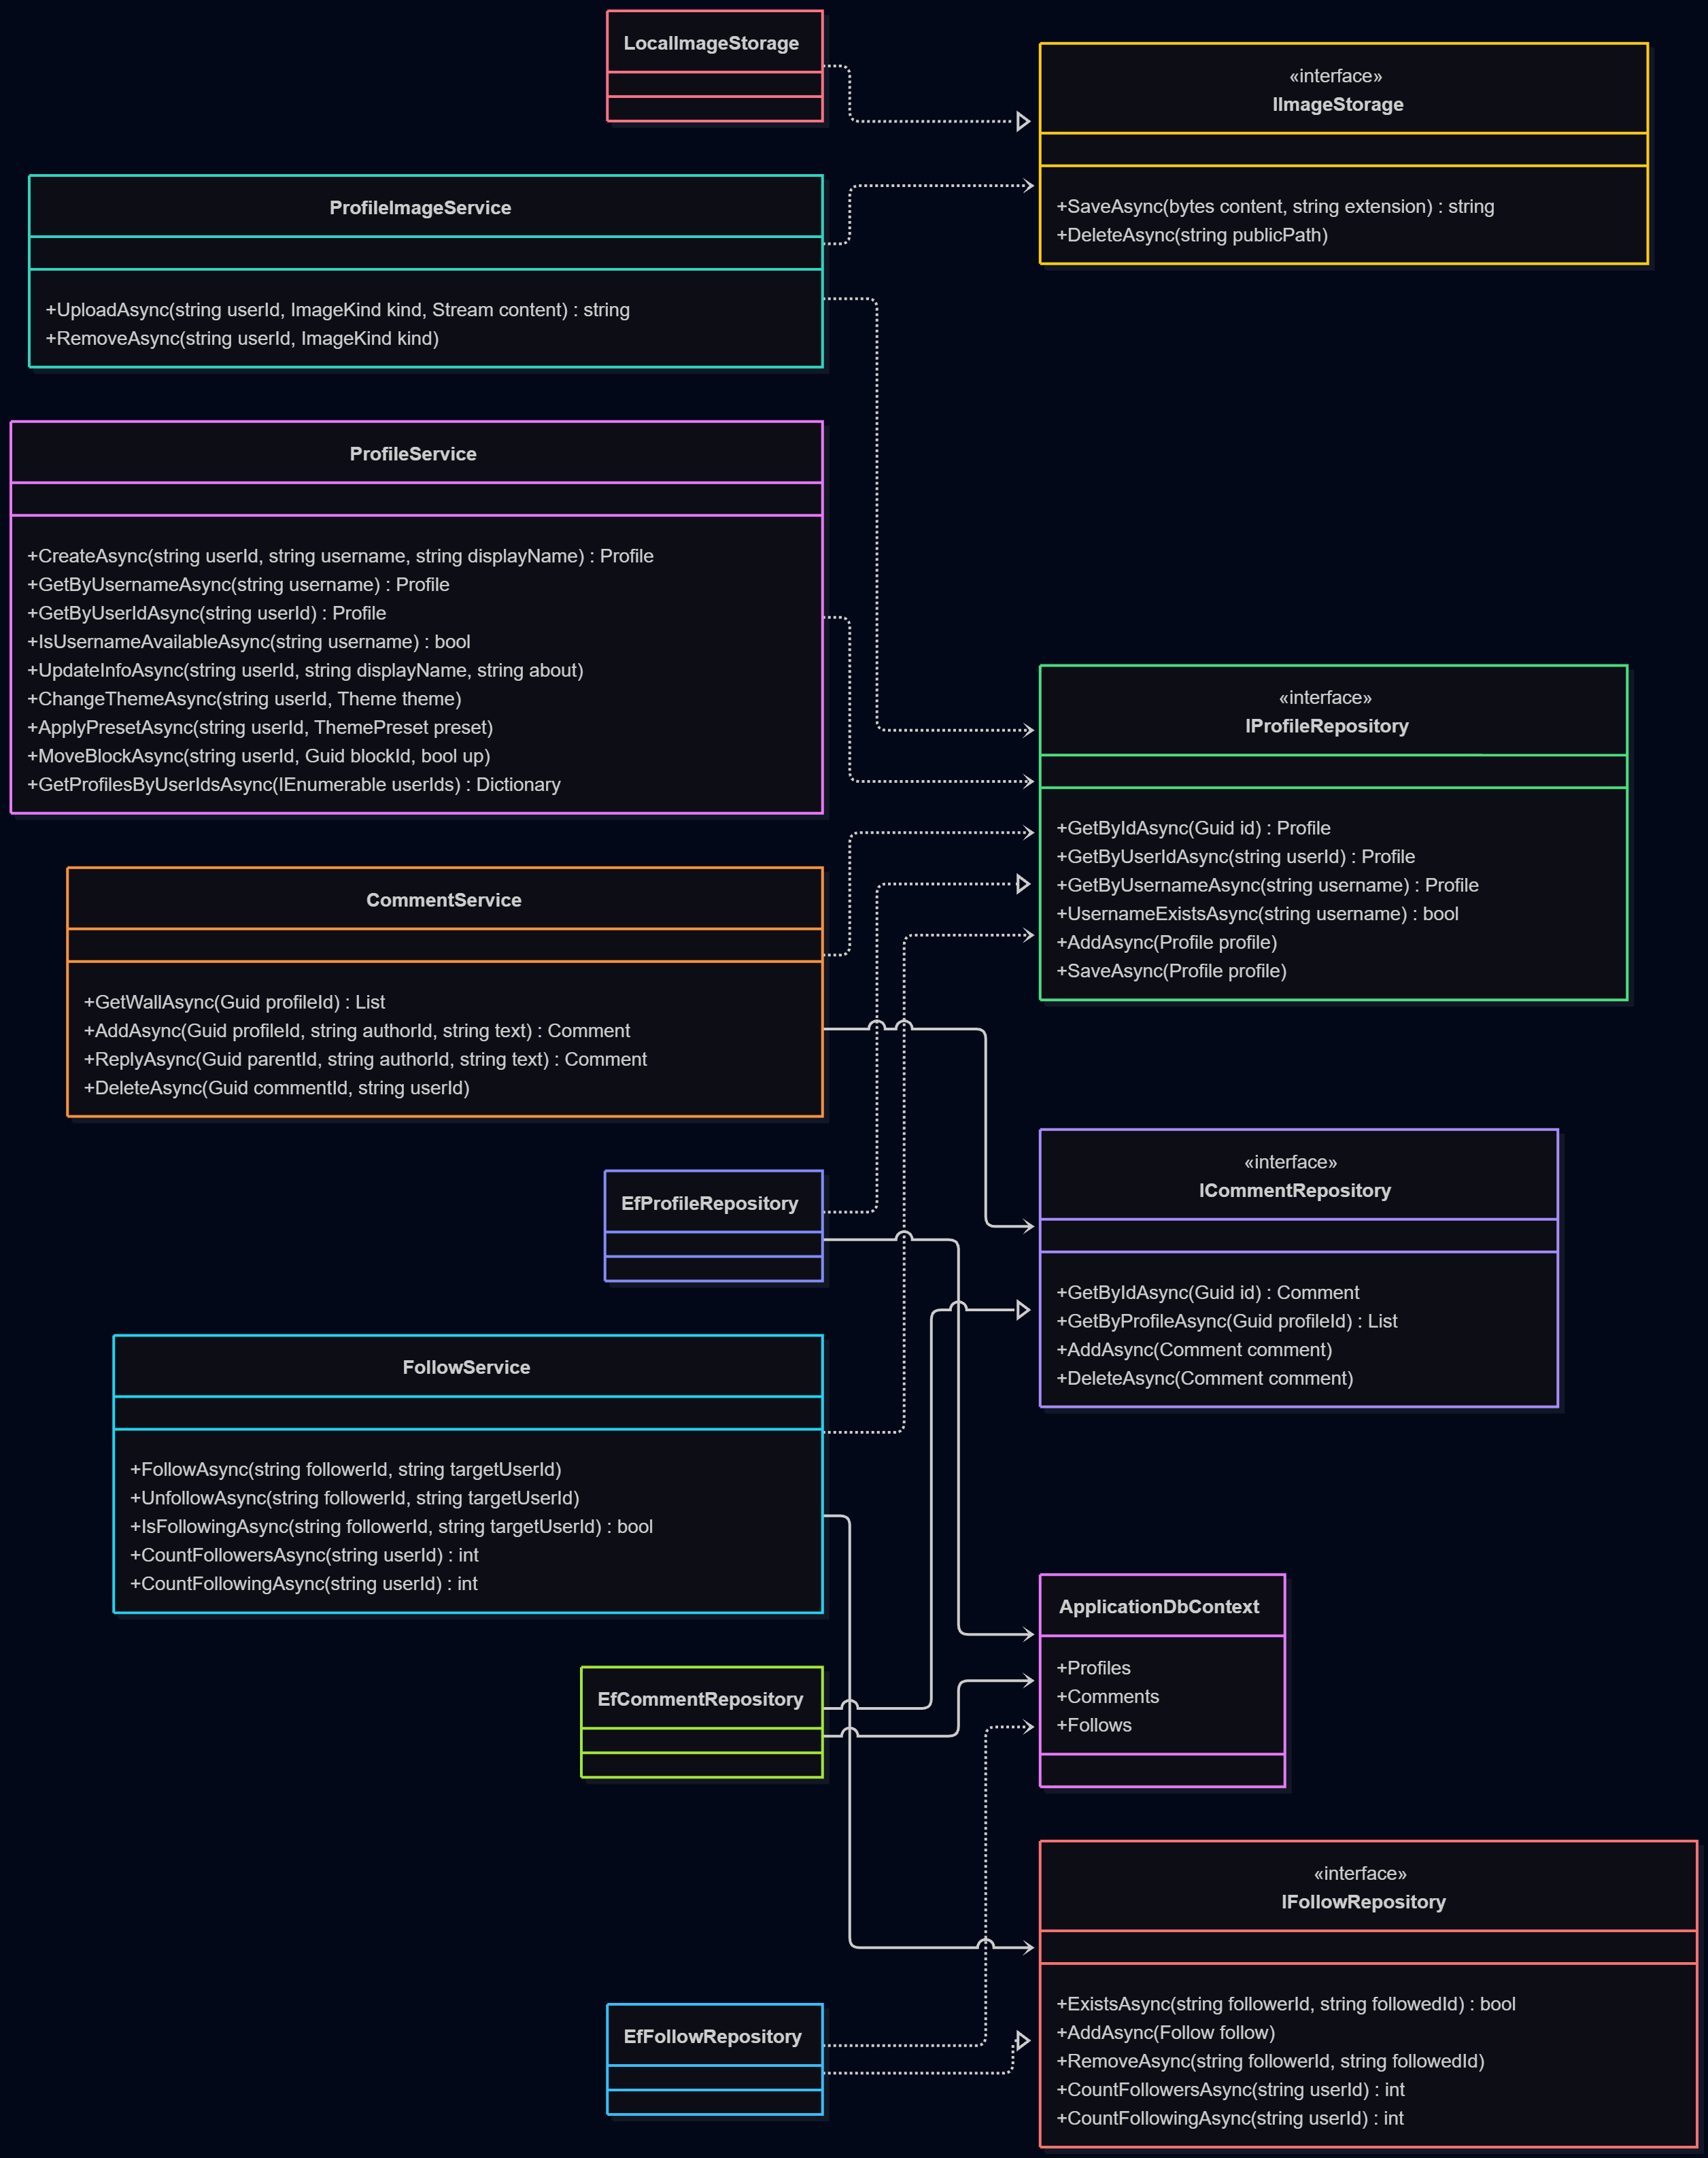 LocalImageStorage
«interface»
IImageStorage
+SaveAsync(bytes content, string extension) : string
+DeleteAsync(string publicPath)
ProfileImageService
+UploadAsync(string userId, ImageKind kind, Stream content) : string
+RemoveAsync(string userId, ImageKind kind)
ProfileService
+CreateAsync(string userId, string username, string displayName) : Profile
+GetByUsernameAsync(string username) : Profile
+GetByUserIdAsync(string userId) : Profile
+IsUsernameAvailableAsync(string username) : bool
+UpdateInfoAsync(string userId, string displayName, string about)
+ChangeThemeAsync(string userId, Theme theme)
+ApplyPresetAsync(string userId, ThemePreset preset)
+MoveBlockAsync(string userId, Guid blockId, bool up)
+GetProfilesByUserIdsAsync(IEnumerable userIds) : Dictionary
«interface»
IProfileRepository
+GetByIdAsync(Guid id) : Profile
+GetByUserIdAsync(string userId) : Profile
+GetByUsernameAsync(string username) : Profile
+UsernameExistsAsync(string username) : bool
+AddAsync(Profile profile)
+SaveAsync(Profile profile)
CommentService
+GetWallAsync(Guid profileId) : List
+AddAsync(Guid profileId, string authorId, string text) : Comment
+ReplyAsync(Guid parentId, string authorId, string text) : Comment
+DeleteAsync(Guid commentId, string userId)
«interface»
ICommentRepository
+GetByIdAsync(Guid id) : Comment
+GetByProfileAsync(Guid profileId) : List
+AddAsync(Comment comment)
+DeleteAsync(Comment comment)
EfProfileRepository
FollowService
+FollowAsync(string followerId, string targetUserId)
+UnfollowAsync(string followerId, string targetUserId)
+IsFollowingAsync(string followerId, string targetUserId) : bool
+CountFollowersAsync(string userId) : int
+CountFollowingAsync(string userId) : int
ApplicationDbContext
+Profiles
+Comments
+Follows
EfCommentRepository
«interface»
IFollowRepository
+ExistsAsync(string followerId, string followedId) : bool
+AddAsync(Follow follow)
+RemoveAsync(string followerId, string followedId)
+CountFollowersAsync(string userId) : int
+CountFollowingAsync(string userId) : int
EfFollowRepository